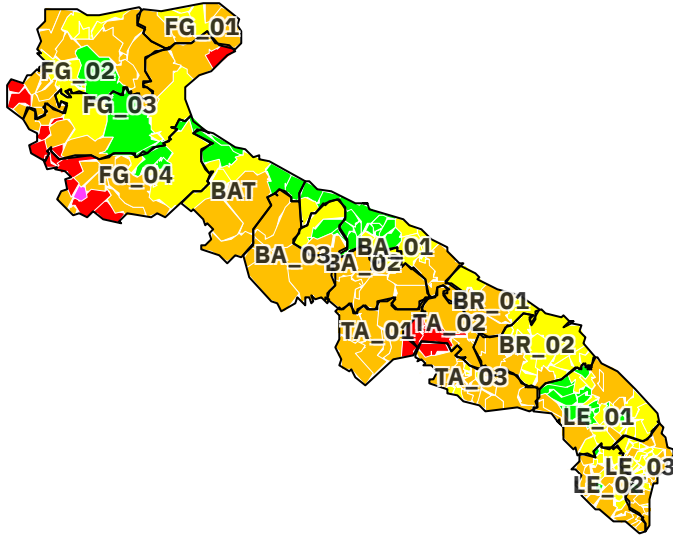 FG_01
FG_02
FG_03
FG_04
BAT
BA_01
BA_03
BA_02
BR_01
TA_01
TA_02
BR_02
TA_03
LE_01
LE_03
LE_02